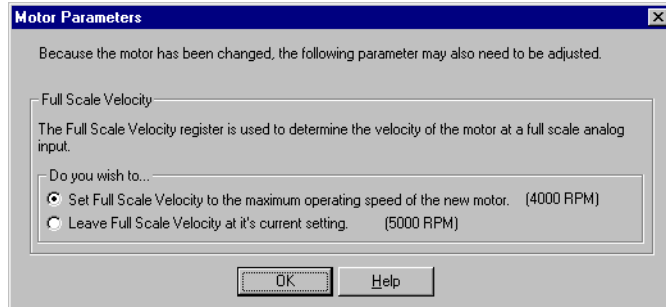 Motor Parameters
Because the motor has been changed, the following parameter may also need to be adjusted.
Full Scale Velocity
The Full Scale Velocity register is used to determine the velocity of the motor at a full scale analog
input.
Do you wish to...
Set Full Scale Velocity to the maximum operating speed of the new motor. (4000 RPM)
Leave Full Scale Velocity at it's current setting. (5000 RPM)
OK Help